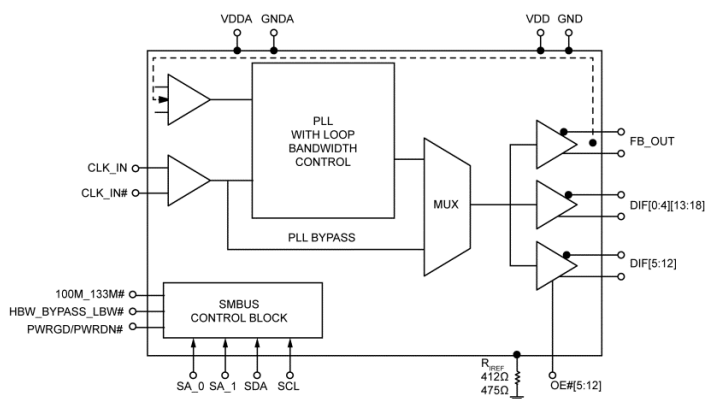 VDDA GNDA VDD GND
PLL
WITH LOOP
BANDWIDTH
CONTROL
FB_OUT
CLK_IN
CLK_IN#
MUX
DIF[0:4][13:18]
PLL BYPASS
DIF[5:12]
100M_133M#
HBW_BYPASS_LBW#
PWRGD/PWRDN#
SMBUS
CONTROL BLOCK
SA_0 SA_1 SDA SCL
RIREF
412Ω
475Ω
OE#[5:12]